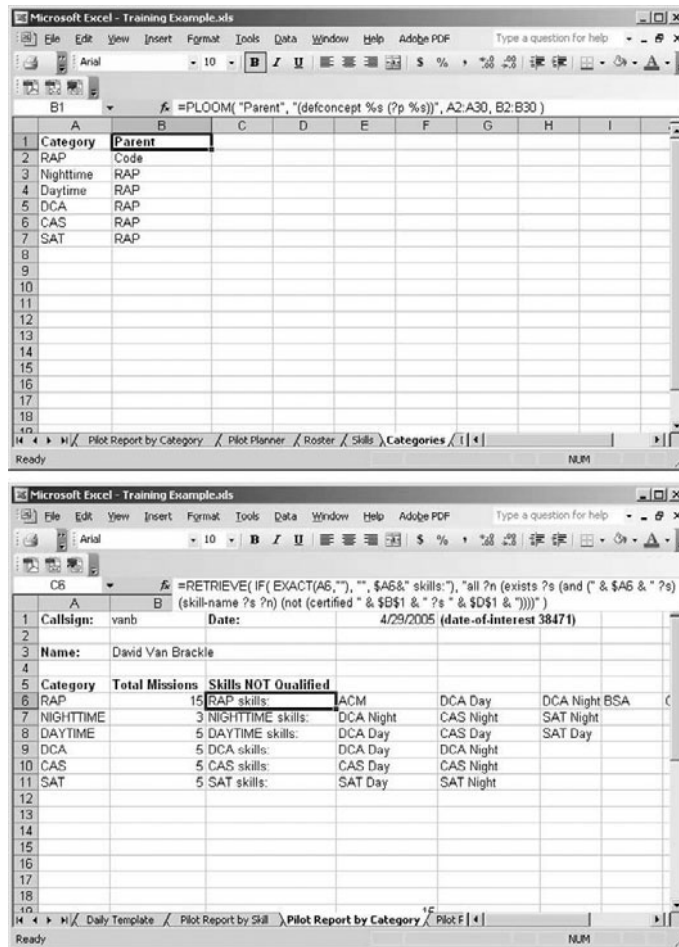 Microsoft Excel - Training Example.xls
File Edit View Insert Format Tools Data Window Help Adobe PDF Type a question for help
Arial 10 B I U $ % ,
B1 fx =PLOOM( "Parent", "(defconcept %s (?p %s))", A2:A30, B2:B30 )
A B C D E F G H I
1 Category Parent
2 RAP Code
3 Nighttime RAP
4 Daytime RAP
5 DCA RAP
6 CAS RAP
7 SAT RAP
8
9
10
11
12
13
14
15
16
17
18
Pilot Report by Category Pilot Planner Roster Skills Categories
Ready NUM
Microsoft Excel - Training Example.xls
File Edit View Insert Format Tools Data Window Help Adobe PDF Type a question for help
Arial 10 B I U $ % ,
C6 fx =RETRIEVE( IF( EXACT(A6,""), "", $A6&" skills:"), "all ?n (exists ?s (and (" & $A6 & " ?s)
(skill-name ?s ?n) (not (certified " & $B$1 & " ?s " & $D$1 & "))))" )
A B
1 Callsign: vanb Date: 4/29/2005 (date-of-interest 38471)
2
3 Name: David Van Brackle
4
5 Category Total Missions Skills NOT Qualified
6 RAP 15 RAP skills: ACM DCA Day DCA Night BSA
7 NIGHTTIME 3 NIGHTTIME skills: DCA Night CAS Night SAT Night
8 DAYTIME 5 DAYTIME skills: DCA Day CAS Day SAT Day
9 DCA 5 DCA skills: DCA Day DCA Night
10 CAS 5 CAS skills: CAS Day CAS Night
11 SAT 5 SAT skills: SAT Day SAT Night
12
13
14
15
16
17
18
Daily Template Pilot Report by Skill Pilot Report by Category
Ready NUM